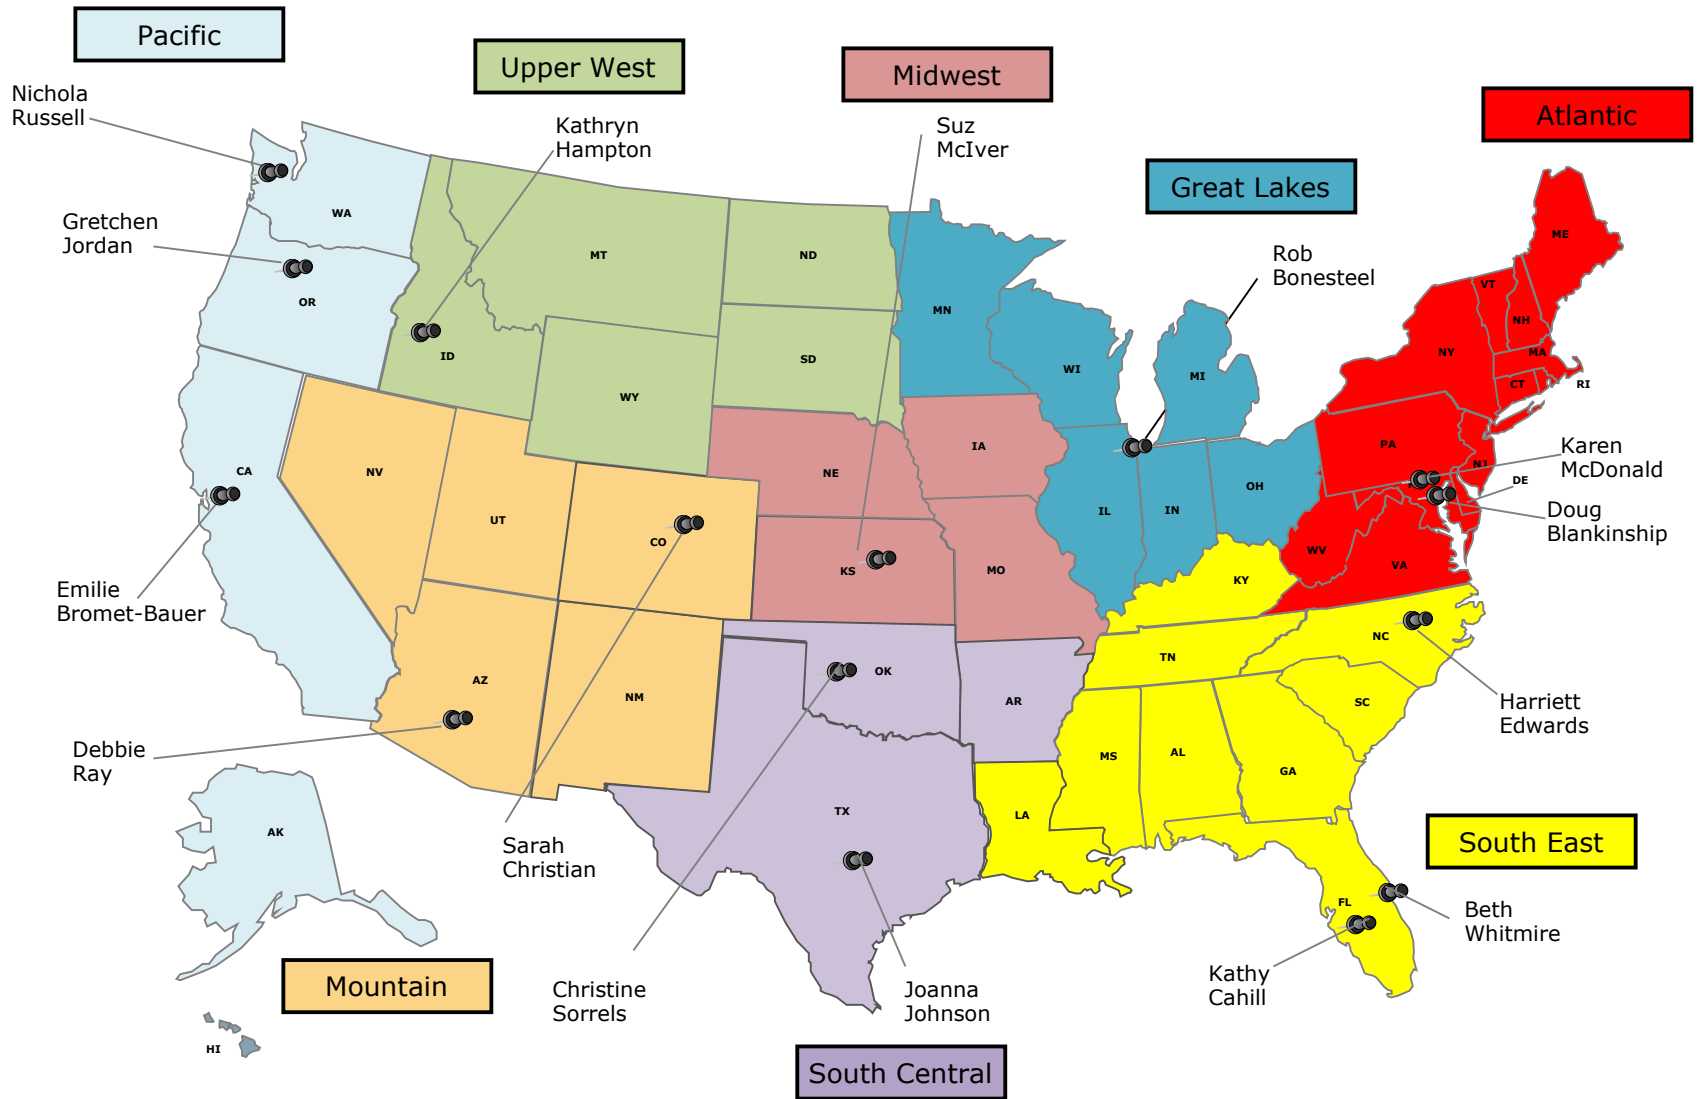 Pacific
Upper West
Midwest
Atlantic
Great Lakes
Nichola
Russell
Kathryn
Hampton
Suz
McIver
Gretchen
Jordan
Rob
Bonesteel
WA
OR
MT
ND
ID
SD
WY
MN
WI
MI
ME
VT
NH
NY
MA
CT
RI
CA
NV
UT
CO
NE
IA
KS
MO
IL
IN
OH
PA
NJ
DE
WV
VA
KY
Karen
McDonald
Doug
Blankinship
Emilie
Bromet-Bauer
AZ
NM
OK
AR
TN
NC
SC
MS
AL
GA
TX
LA
FL
Harriett
Edwards
Debbie
Ray
AK
Sarah
Christian
South East
Beth
Whitmire
Kathy
Cahill
Mountain
Christine
Sorrels
Joanna
Johnson
HI
South Central